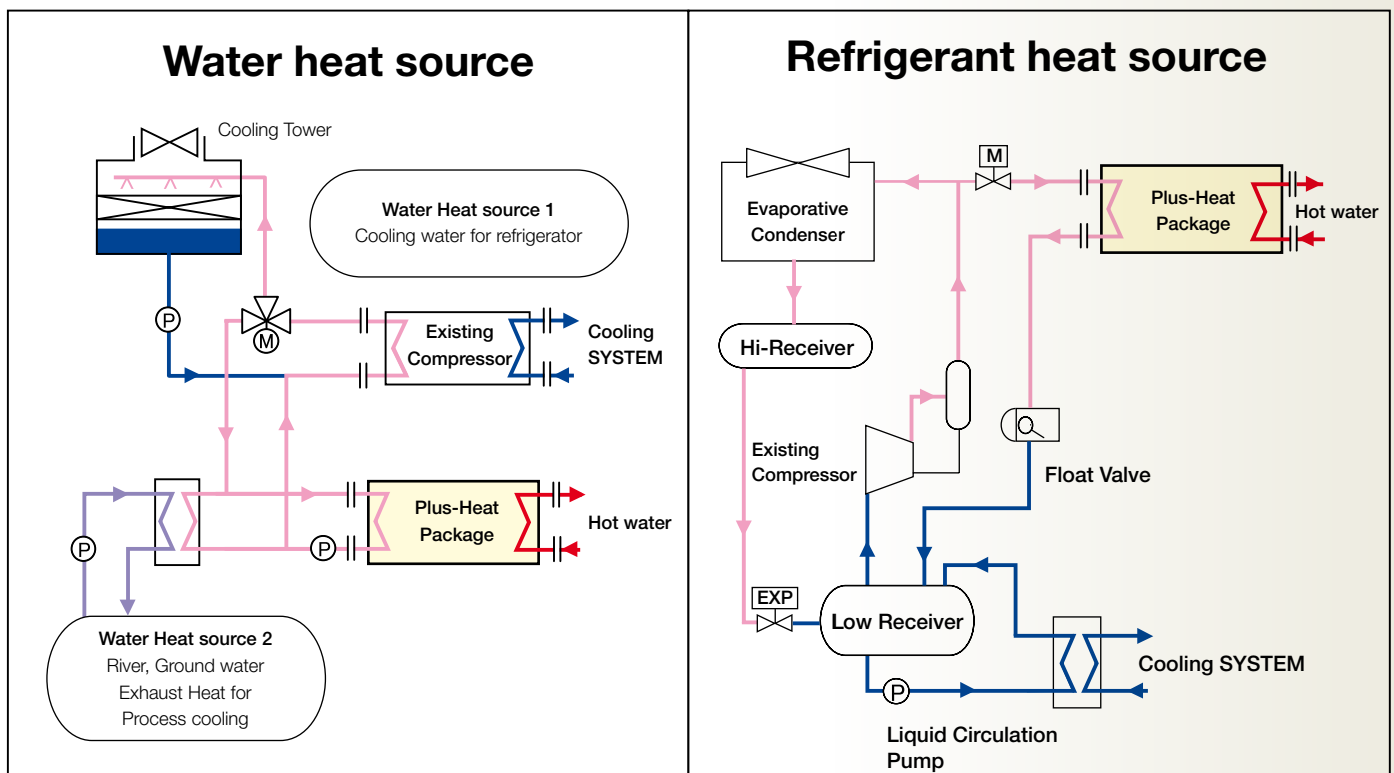 Water heat source
Cooling Tower
Water Heat source 1
Cooling water for refrigerator
P
M
Existing
Compressor
Cooling
SYSTEM
P
P
Plus-Heat
Package
Hot water
Water Heat source 2
River, Ground water
Exhaust Heat for
Process cooling
Refrigerant heat source
M
Evaporative
Condenser
Plus-Heat
Package
Hot water
Hi-Receiver
Existing
Compressor
Float Valve
EXP
Low Receiver
Cooling SYSTEM
P
Liquid Circulation
Pump